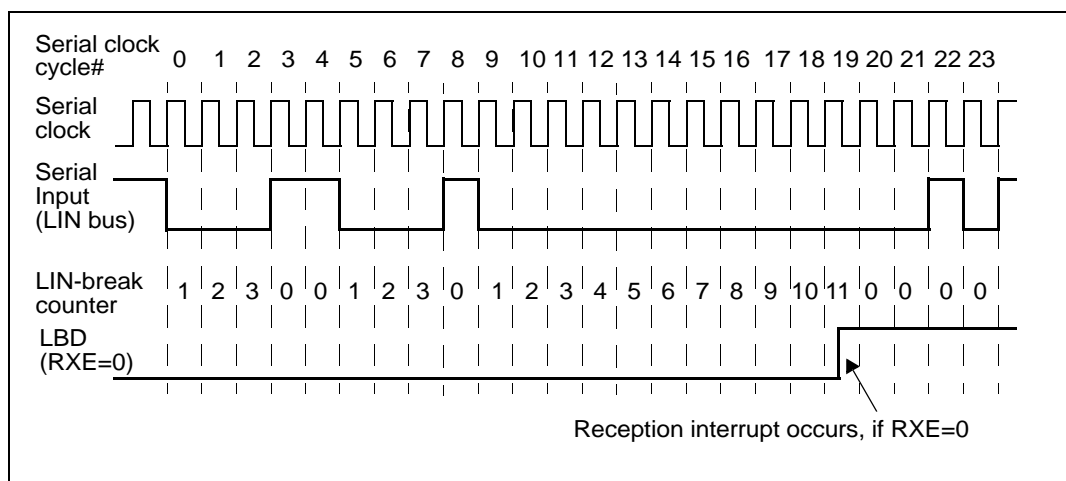 Serial clock
cycle# 0 1 2 3 4 5 6 7 8 9 10 11 12 13 14 15 16 17 18 19 20 21 22 23
Serial
clock
Serial
Input
(LIN bus)
LIN-break
counter 1 2 3 0 0 1 2 3 0 1 2 3 4 5 6 7 8 9 10 11 0 0 0 0
LBD
(RXE=0)
Reception interrupt occurs, if RXE=0